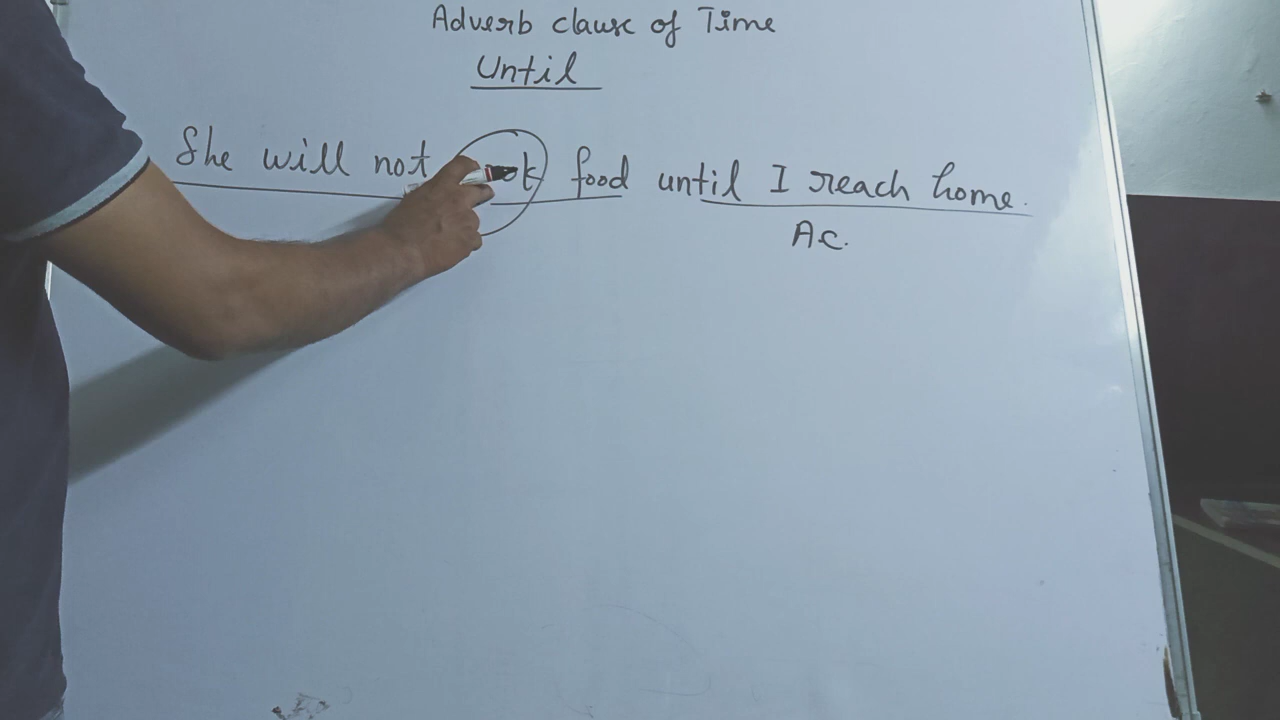 Adverb clause of Time
Until
She will not food until I reach home.
A.C.